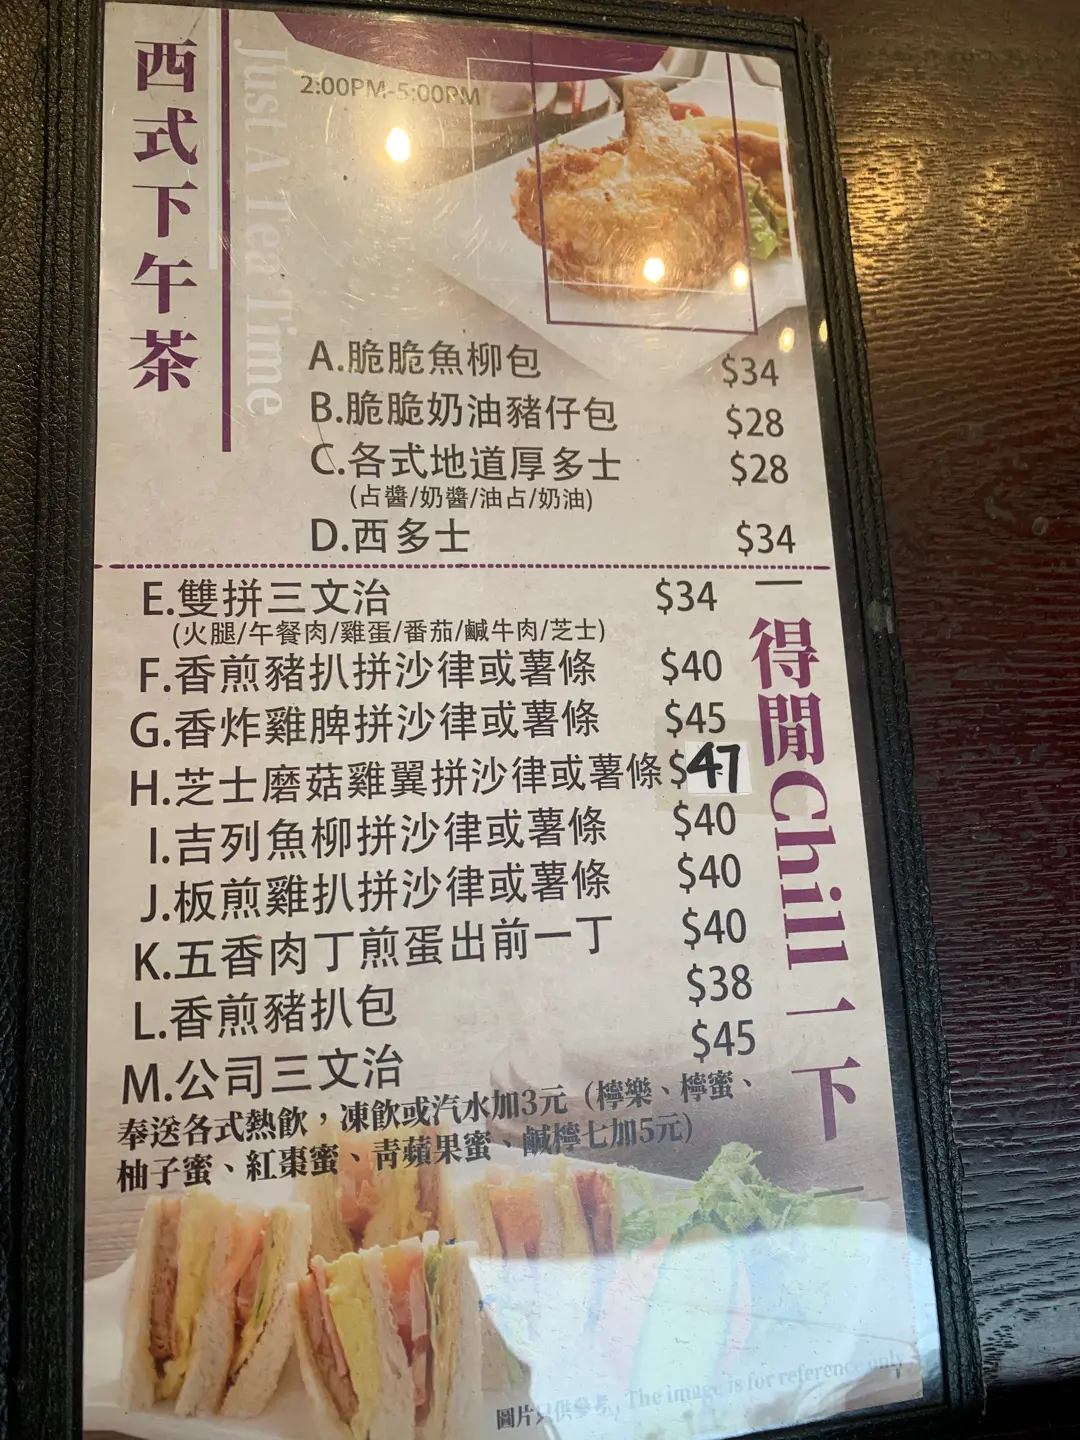 西式下午茶
Just A Tea Time
2:00PM-5:00PM
A.脆脆魚柳包 $34
B.脆脆奶油豬仔包 $28
C.各式地道厚多士 $28
(占醬/奶醬/油占/奶油)
D.西多士 $34
E.雙拼三文治 $34
(火腿/午餐肉/雞蛋/番茄/鹹牛肉/芝士)
F.香煎豬扒拼沙律或薯條 $40
G.香炸雞脾拼沙律或薯條 $45
H.芝士磨菇雞翼拼沙律或薯條 $47
I.吉列魚柳拼沙律或薯條 $40
J.板煎雞扒拼沙律或薯條 $40
K.五香肉丁煎蛋出前一丁 $40
L.香煎豬扒包 $38
M.公司三文治 $45
得閒Chill一下
奉送各式熱飲，凍飲或汽水加3元（檸樂、檸蜜、
柚子蜜、紅棗蜜、青蘋果蜜、鹹檸七加5元)
圖片只供參考, The image is for reference only